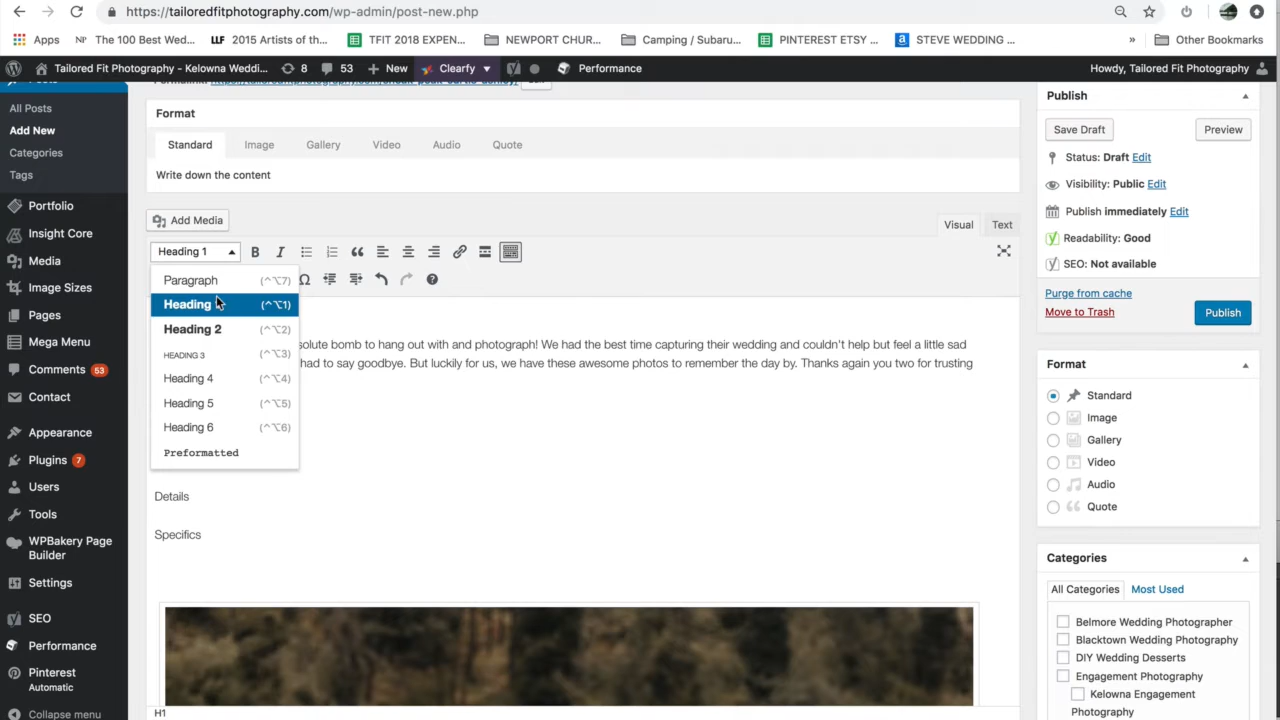 https://tailoredfitphotography.com/wp-admin/post-new.php
Apps
NP The 100 Best Wed...
LLF 2015 Artists of th...
TFIT 2018 EXPEN...
NEWPORT CHUR...
Camping / Subaru...
PINTEREST ETSY ...
a STEVE WEDDING ...
»
Other Bookmarks
Tailored Fit Photography - Kelowna Weddi...
8
53
New
Clearfy
Performance
Howdy, Tailored Fit Photography
All Posts
Add New
Categories
Tags
Portfolio
Insight Core
Media
Image Sizes
Pages
Mega Menu
Comments 53
Contact
Appearance
Plugins 7
Users
Tools
WPBakery Page
Builder
Settings
SEO
Performance
Pinterest
Automatic
Collapse menu
Format
Standard Image Gallery Video Audio Quote
Write down the content
Add Media
Visual Text
Heading 1
Paragraph (^⌥7)
Heading (^⌥1)
Heading 2 (^⌥2)
HEADING 3 (^⌥3)
Heading 4 (^⌥4)
Heading 5 (^⌥5)
Heading 6 (^⌥6)
Preformatted
solute bomb to hang out with and photograph! We had the best time capturing their wedding and couldn't help but feel a little sad
had to say goodbye. But luckily for us, we have these awesome photos to remember the day by. Thanks again you two for trusting
Details
Specifics
H1
Publish
Save Draft Preview
Status: Draft Edit
Visibility: Public Edit
Publish immediately Edit
Readability: Good
SEO: Not available
Purge from cache
Move to Trash
Publish
Format
Standard
Image
Gallery
Video
Audio
Quote
Categories
All Categories Most Used
Belmore Wedding Photographer
Blacktown Wedding Photography
DIY Wedding Desserts
Engagement Photography
Kelowna Engagement
Photography